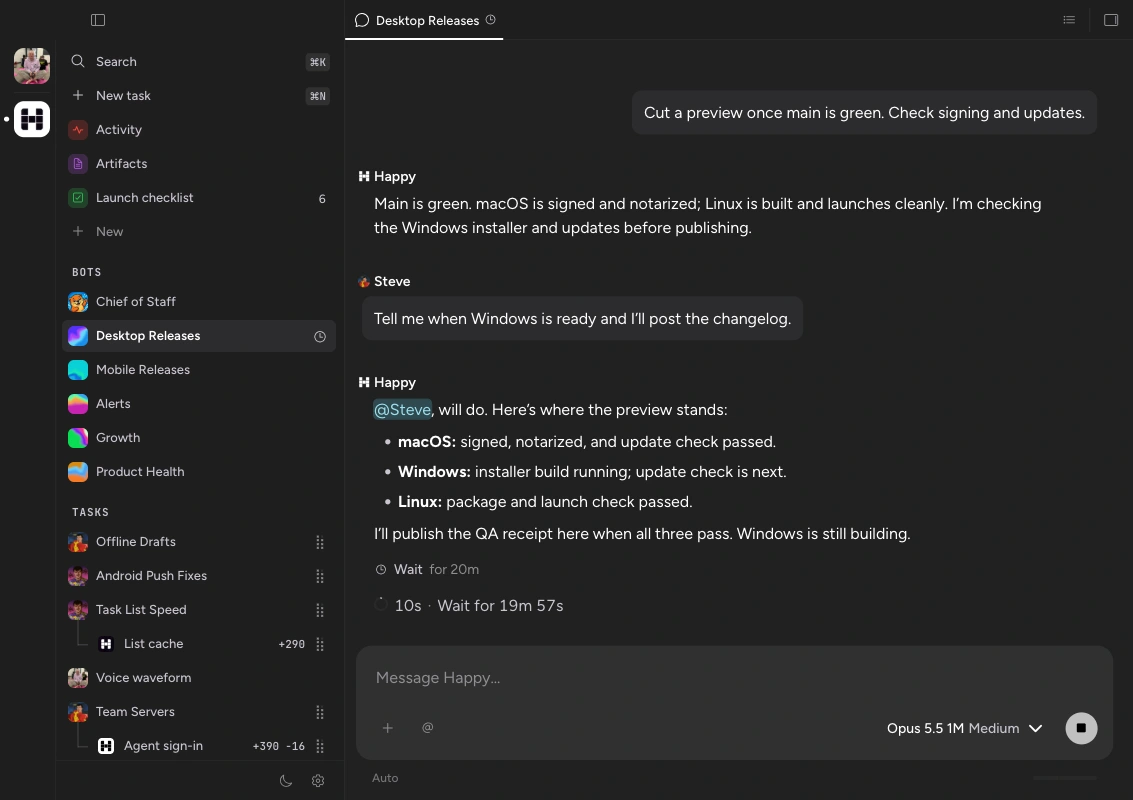 Desktop Releases
Search ⌘K
New task ⌘N
Activity
Artifacts
Launch checklist 6
New
BOTS
Chief of Staff
Desktop Releases
Mobile Releases
Alerts
Growth
Product Health
TASKS
Offline Drafts
Android Push Fixes
Task List Speed
List cache +290
Voice waveform
Team Servers
Agent sign-in +390 -16
Cut a preview once main is green. Check signing and updates.
Happy
Main is green. macOS is signed and notarized; Linux is built and launches cleanly. I’m checking
the Windows installer and updates before publishing.
Steve
Tell me when Windows is ready and I’ll post the changelog.
Happy
@Steve, will do. Here’s where the preview stands:
• macOS: signed, notarized, and update check passed.
• Windows: installer build running; update check is next.
• Linux: package and launch check passed.
I’ll publish the QA receipt here when all three pass. Windows is still building.
Wait for 20m
10s · Wait for 19m 57s
Message Happy...
@
Opus 5.5 1M Medium
Auto